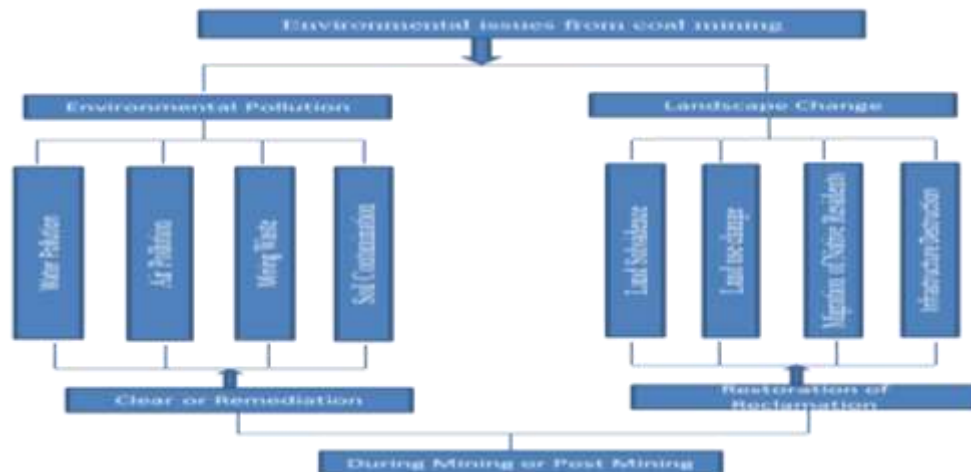 Environmental issues from coal mining
Environmental Pollution
Landscape Change
Water Pollution
Air Pollution
Mining Waste
Soil Contamination
Land Subsidence
Land use change
Migration of Native Residents
Infrastructure Destruction
Clear or Remediation
Restoration of
Reclamation
During Mining or Post Mining